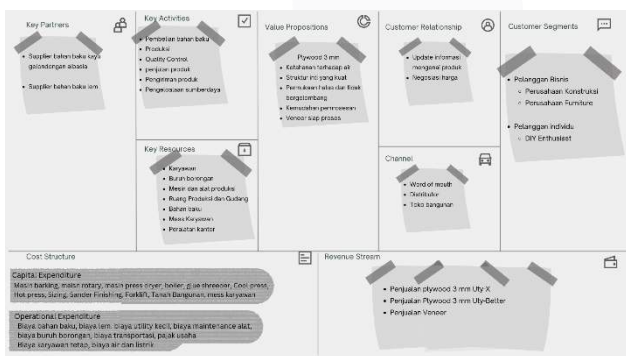 Key Partners
• Supplier bahan baku kayu
gelondongan albasia
• Supplier bahan baku lem
Key Activities
• Pembelian bahan baku
• Produksi
• Quality Control
• penjualan produk
• Pengiriman produk
• Pengelolaan sumberdaya
Key Resources
• Karyawan
• Buruh borongan
• Mesin dan alat produksi
• Ruang Produksi dan Gudang
• Bahan baku
• Mess Karyawan
• Peralatan kantor
Value Propositions
Plywood 3 mm
• Ketahanan terhadap air
• Struktur inti yang kuat
• Permukaan halus dan tidak
bergelombang
• Kemudahan pemrosesan
• Veneer siap proses
Customer Relationship
• Update informasi
mengenai produk
• Negosiasi harga
Channel
• Word of mouth
• Distributor
• Toko bangunan
Customer Segments
• Pelanggan Bisnis
○ Perusahaan Konstruksi
○ Perusahaan Furniture
• Pelanggan individu
○ DIY Enthusiast
Cost Structure
Capital Expenditure
Mesin barking, mesin rotary, mesin press dryer, boiler, glue shreeder, Cool press,
Hot press, Sizing, Sander Finishing, Forklift, Tanah Bangunan, mess karyawan
Operational Expenditure
Biaya bahan baku, biaya lem, biaya utility kecil, biaya maintenance alat,
biaya buruh borongan, biaya transportasi, pajak usaha
Biaya karyawan tetap, biaya air dan listrik
Revenue Stream
• Penjualan plywood 3 mm Uty-X
• Penjualan Plywood 3 mm Uty-Better
• Penjualan Veneer